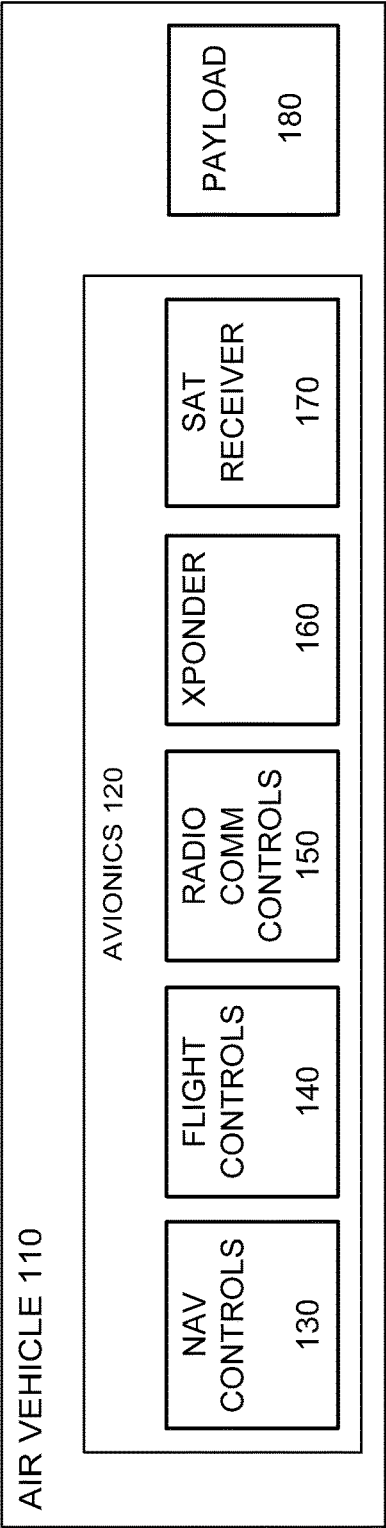 AIR VEHICLE 110
AVIONICS 120
NAV
CONTROLS
130
FLIGHT
CONTROLS
140
RADIO
COMM
CONTROLS
150
XPONDER
160
SAT
RECEIVER
170
PAYLOAD
180